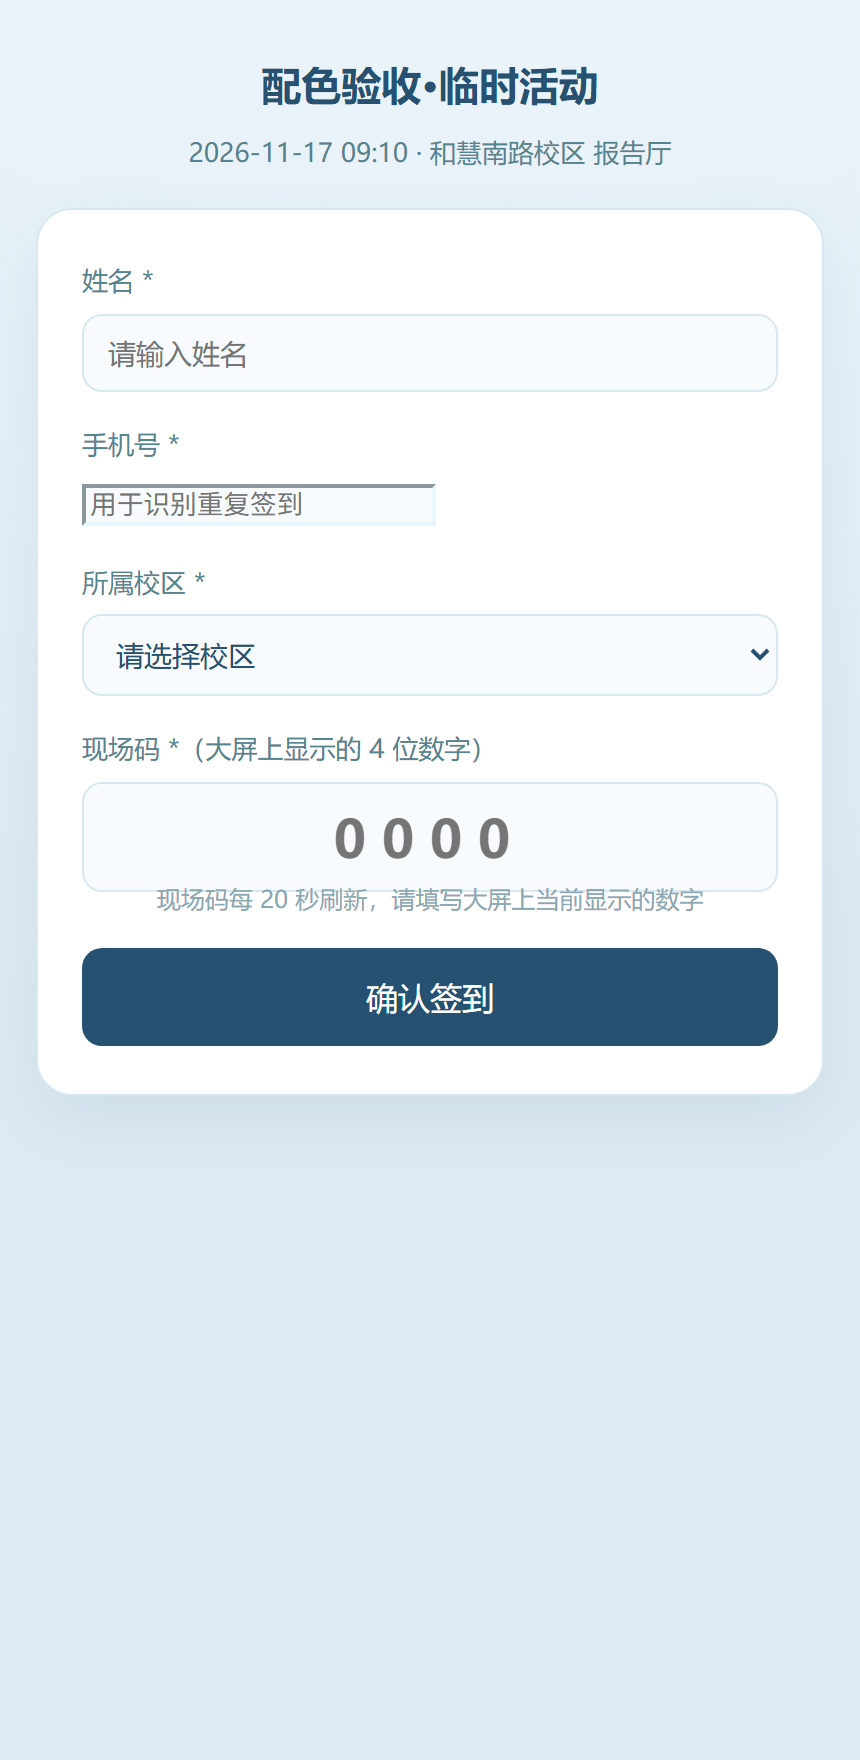 配色验收·临时活动
2026-11-17 09:10 · 和慧南路校区 报告厅
姓名 *
请输入姓名
手机号 *
用于识别重复签到
所属校区 *
请选择校区
现场码 *（大屏上显示的 4 位数字）
0000
现场码每 20 秒刷新，请填写大屏上当前显示的数字
确认签到